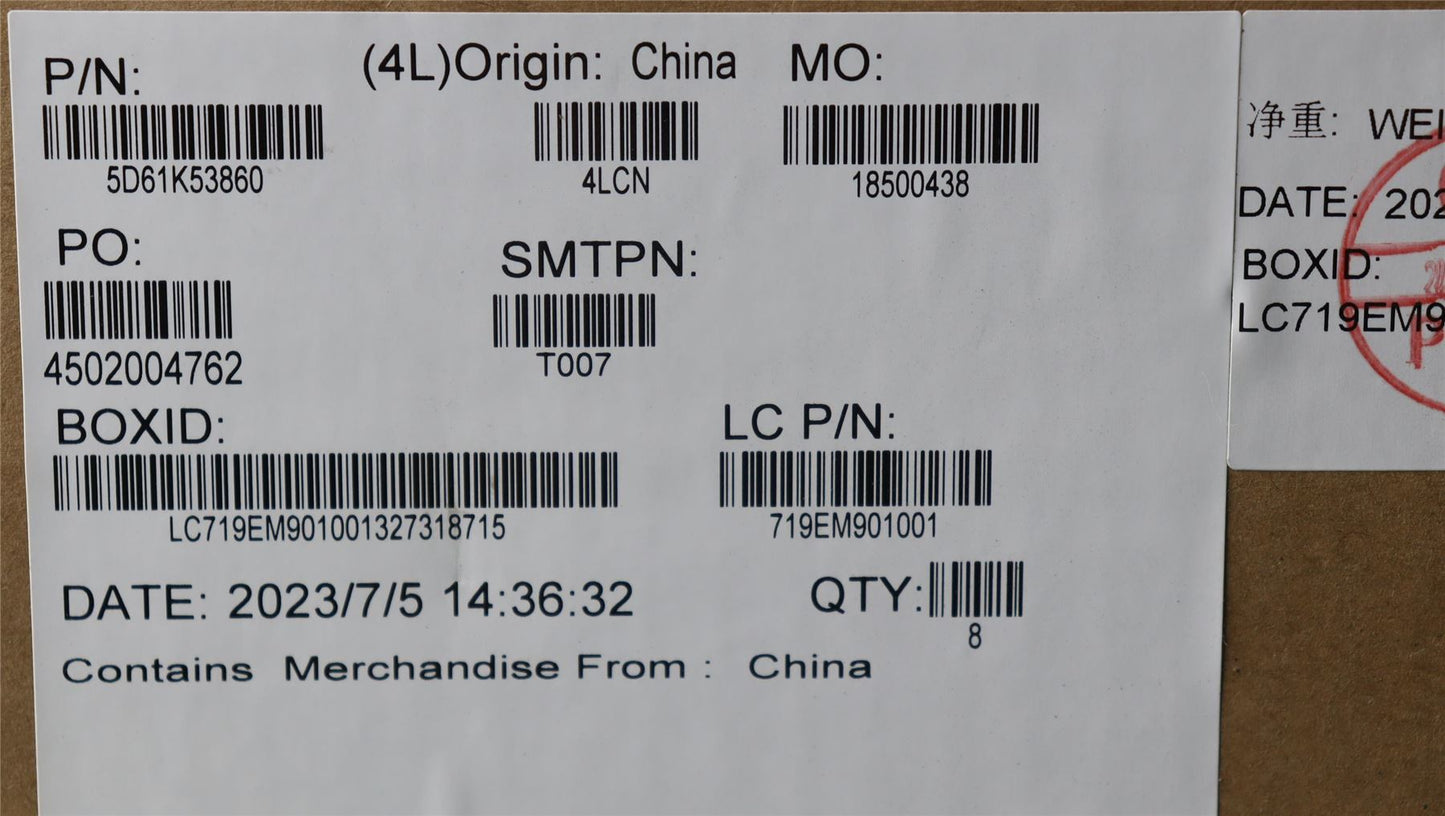 P/N:
(4L)Origin: China
MO:
5D61K53860
4LCN
18500438
PO:
SMTPN:
4502004762
T007
BOXID:
LC P/N:
LC719EM901001327318715
719EM901001
DATE: 2023/7/5 14:36:32
QTY:
8
Contains Merchandise From : China
净重: WEI
DATE: 202
BOXID:
LC719EM9